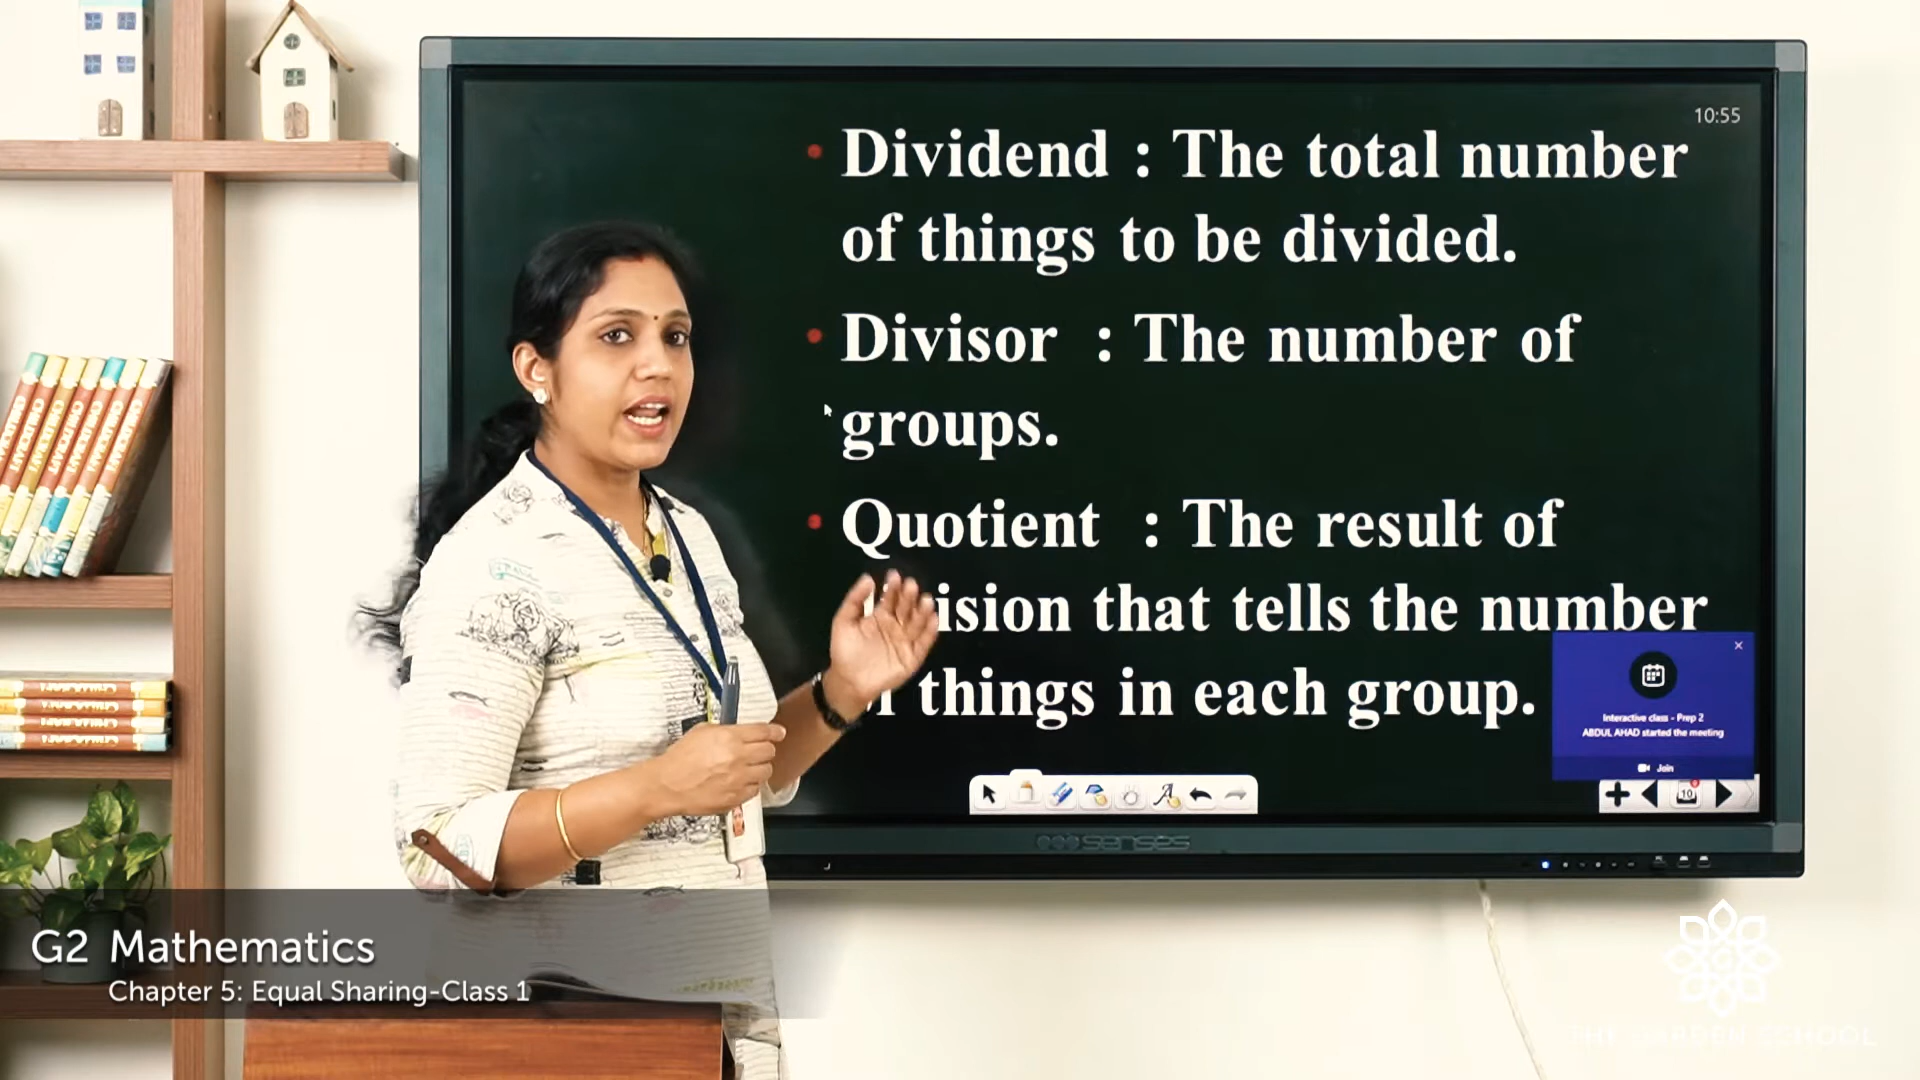 10:55
• Dividend : The total number
of things to be divided.
• Divisor : The number of
groups.
• Quotient : The result of
ision that tells the number
things in each group.
Interactive class - Prep 2
ABDUL AHAD started the meeting
Join
10
senses
G2 Mathematics
Chapter 5: Equal Sharing-Class 1
SCHOOL